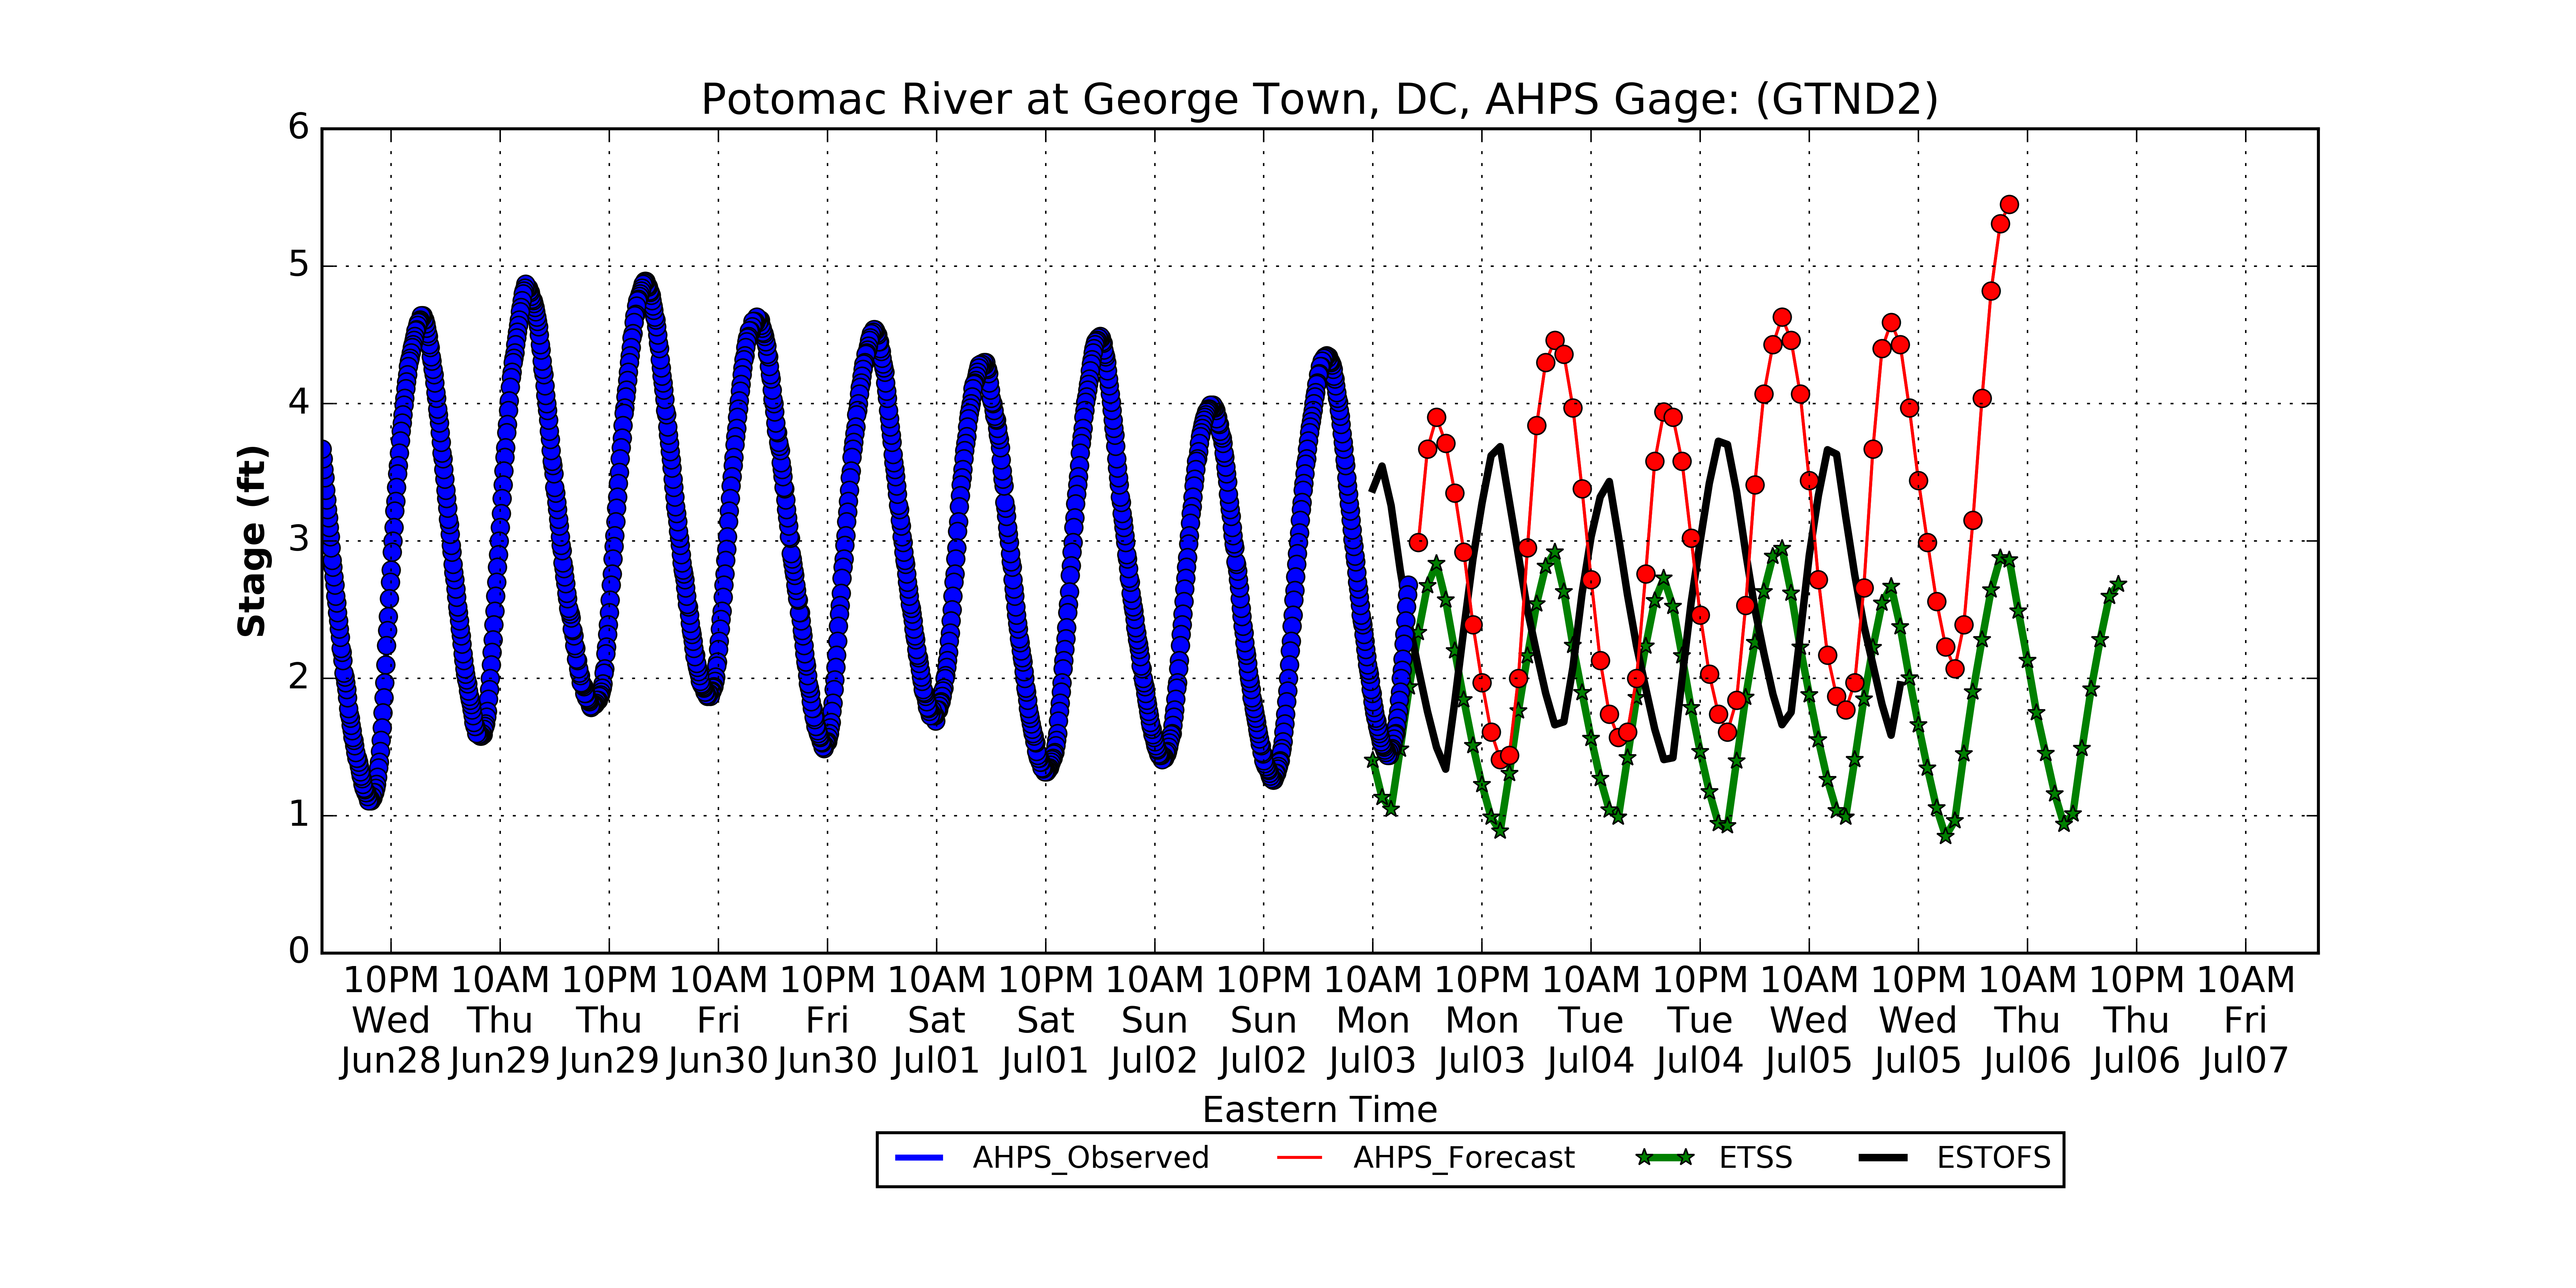 Potomac River at George Town, DC, AHPS Gage: (GTND2)
6
5
4
3
2
1
0
Stage (ft)
10PM 10AM 10PM 10AM 10PM 10AM 10PM 10AM 10PM 10AM 10PM 10AM 10PM 10AM 10PM 10AM 10PM 10AM
Wed Thu Thu Fri Fri Sat Sat Sun Sun Mon Mon Tue Tue Wed Wed Thu Thu Fri
Jun28 Jun29 Jun29 Jun30 Jun30 Jul01 Jul01 Jul02 Jul02 Jul03 Jul03 Jul04 Jul04 Jul05 Jul05 Jul06 Jul06 Jul07
Eastern Time
AHPS_Observed AHPS_Forecast ETSS ESTOFS